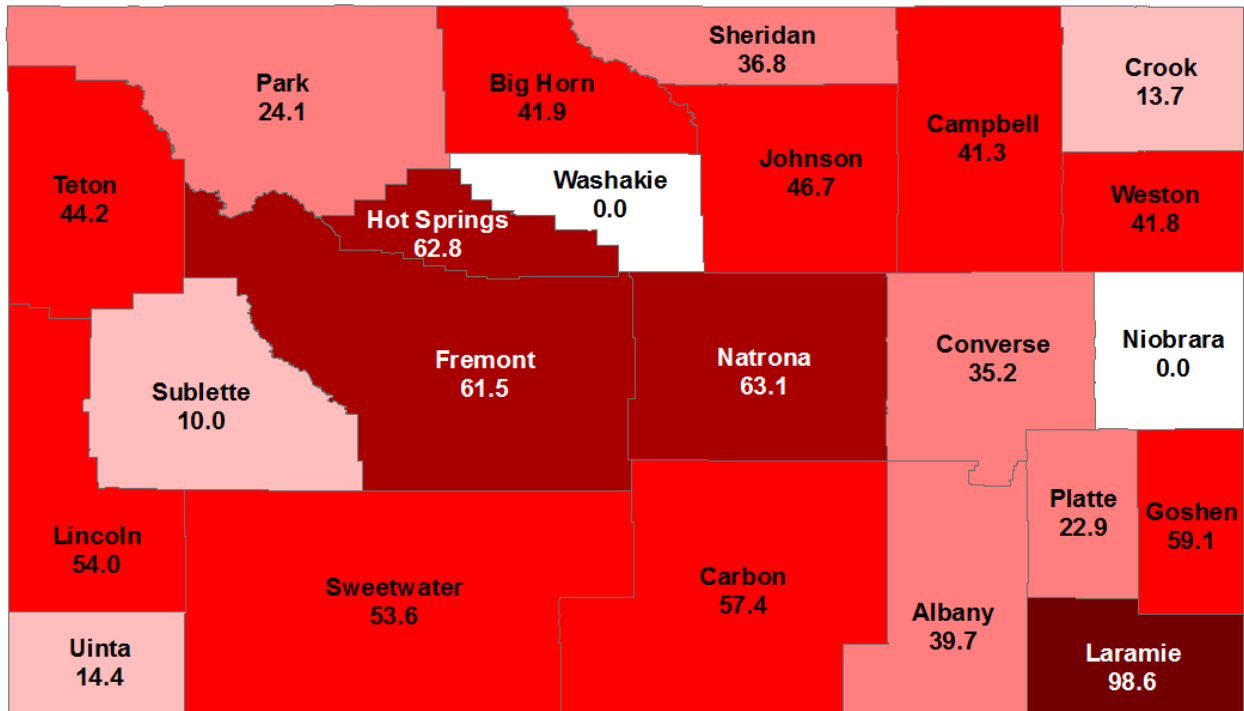 Sheridan
36.8
Crook
13.7
Park
24.1
Big Horn
41.9
Campbell
41.3
Johnson
46.7
Teton
44.2
Washakie
0.0
Weston
41.8
Hot Springs
62.8
Fremont
61.5
Natrona
63.1
Converse
35.2
Niobrara
0.0
Sublette
10.0
Platte
22.9
Goshen
59.1
Lincoln
54.0
Sweetwater
53.6
Carbon
57.4
Albany
39.7
Uinta
14.4
Laramie
98.6